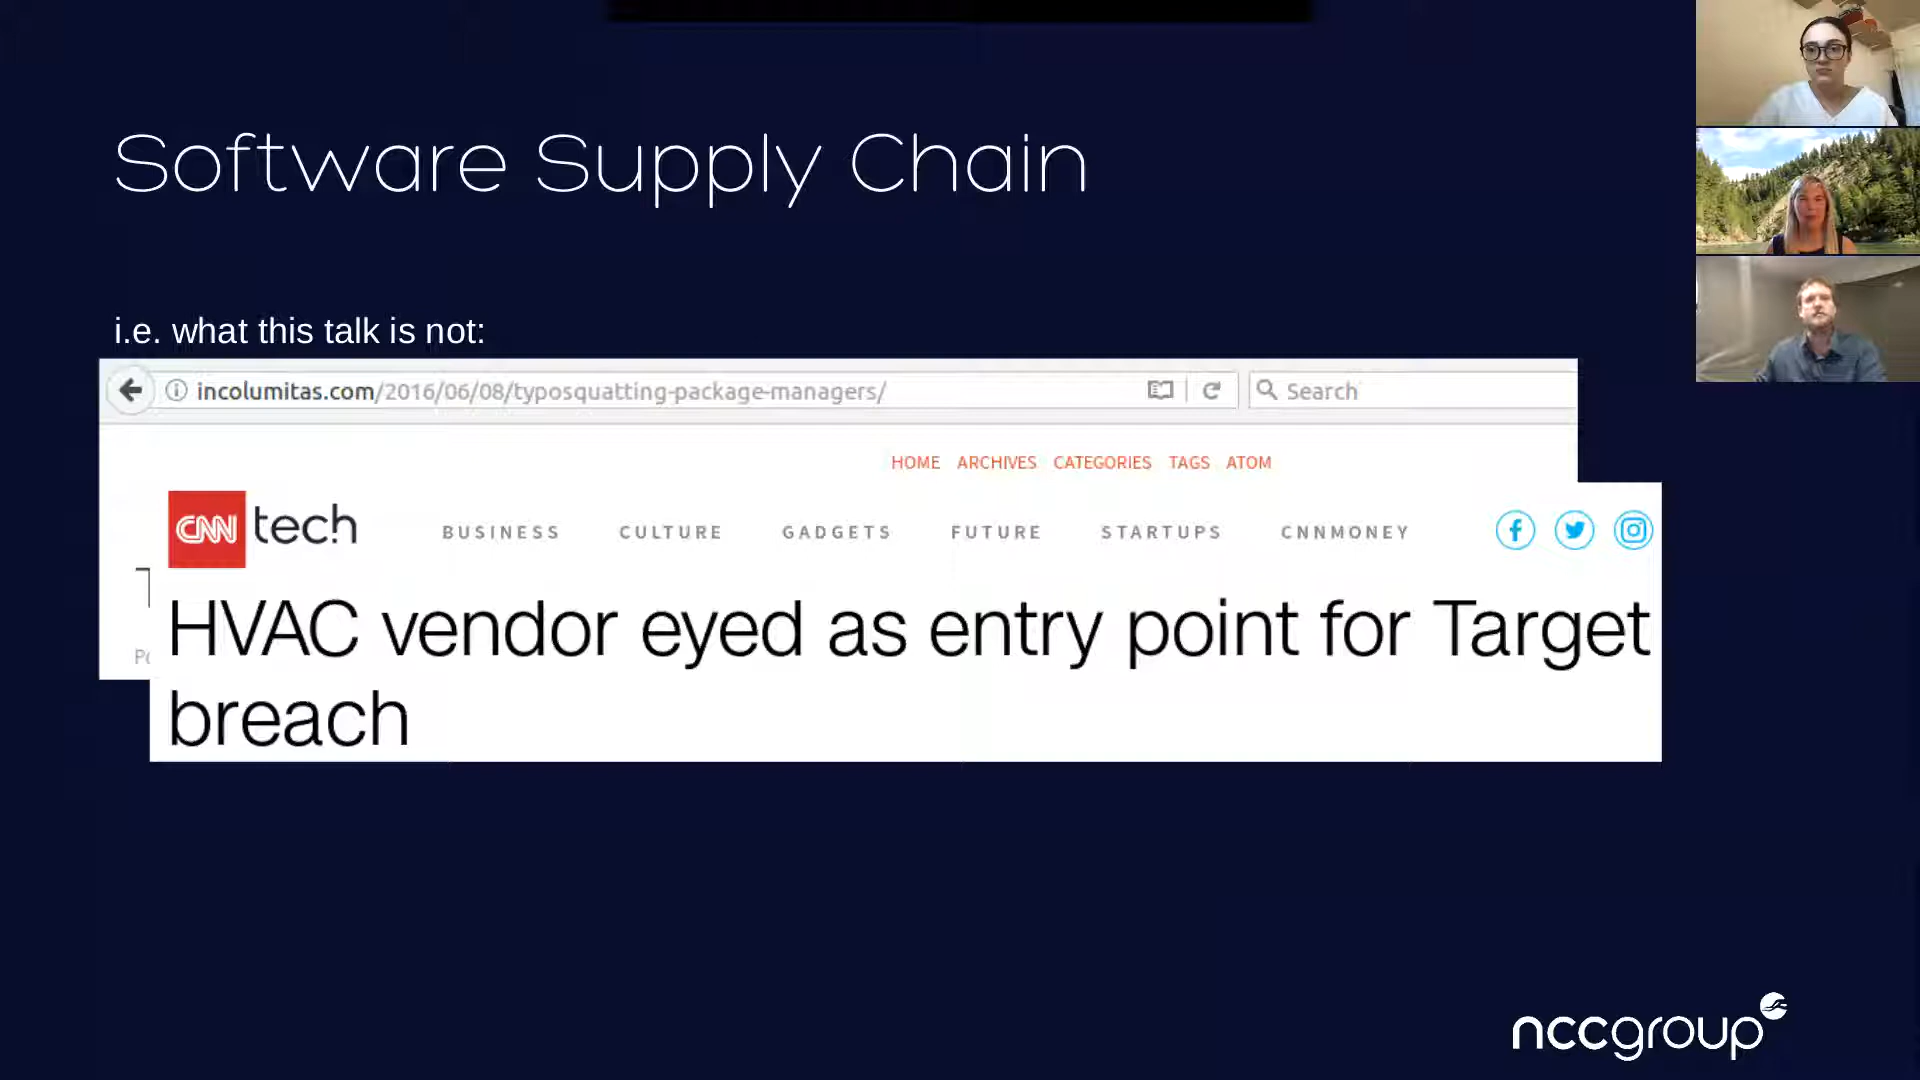 Software Supply Chain
i.e. what this talk is not:
incolumitas.com/2016/06/08/typosquatting-package-managers/ Search
HOME ARCHIVES CATEGORIES TAGS ATOM
CNN tech BUSINESS CULTURE GADGETS FUTURE STARTUPS CNNMONEY
HVAC vendor eyed as entry point for Target
breach
nccgroup